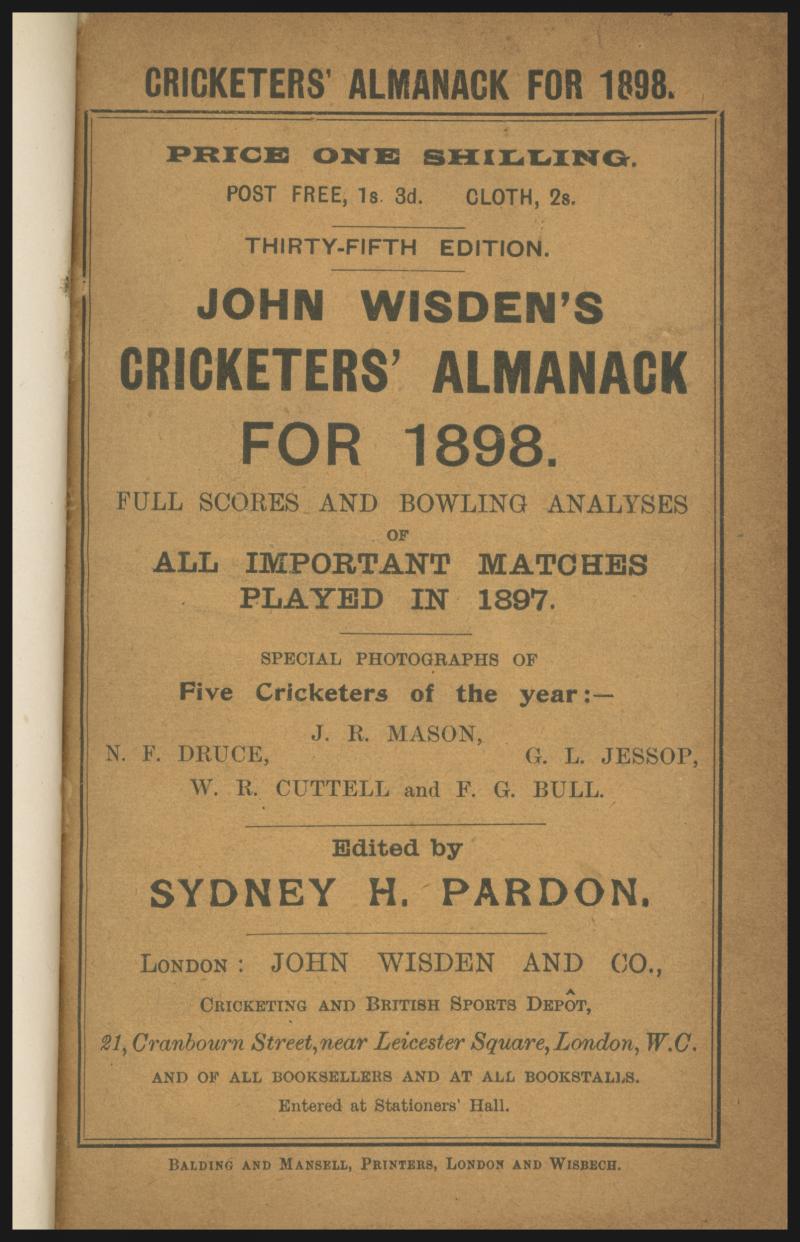 CRICKETERS' ALMANACK FOR 1898.
PRICE ONE SHILLING.
POST FREE, 1s. 3d. CLOTH, 2s.
THIRTY-FIFTH EDITION.
JOHN WISDEN'S
CRICKETERS' ALMANACK
FOR 1898.
FULL SCORES AND BOWLING ANALYSES
OF
ALL IMPORTANT MATCHES
PLAYED IN 1897.
SPECIAL PHOTOGRAPHS OF
Five Cricketers of the year:—
J. R. MASON,
N. F. DRUCE, G. L. JESSOP,
W. R. CUTTELL and F. G. BULL.
Edited by
SYDNEY H. PARDON.
LONDON: JOHN WISDEN AND CO.,
CRICKETING AND BRITISH SPORTS DEPÔT,
21, Cranbourn Street, near Leicester Square, London, W.C.
AND OF ALL BOOKSELLERS AND AT ALL BOOKSTALLS.
Entered at Stationers' Hall.
BALDING AND MANSELL, PRINTERS, LONDON AND WISBECH.